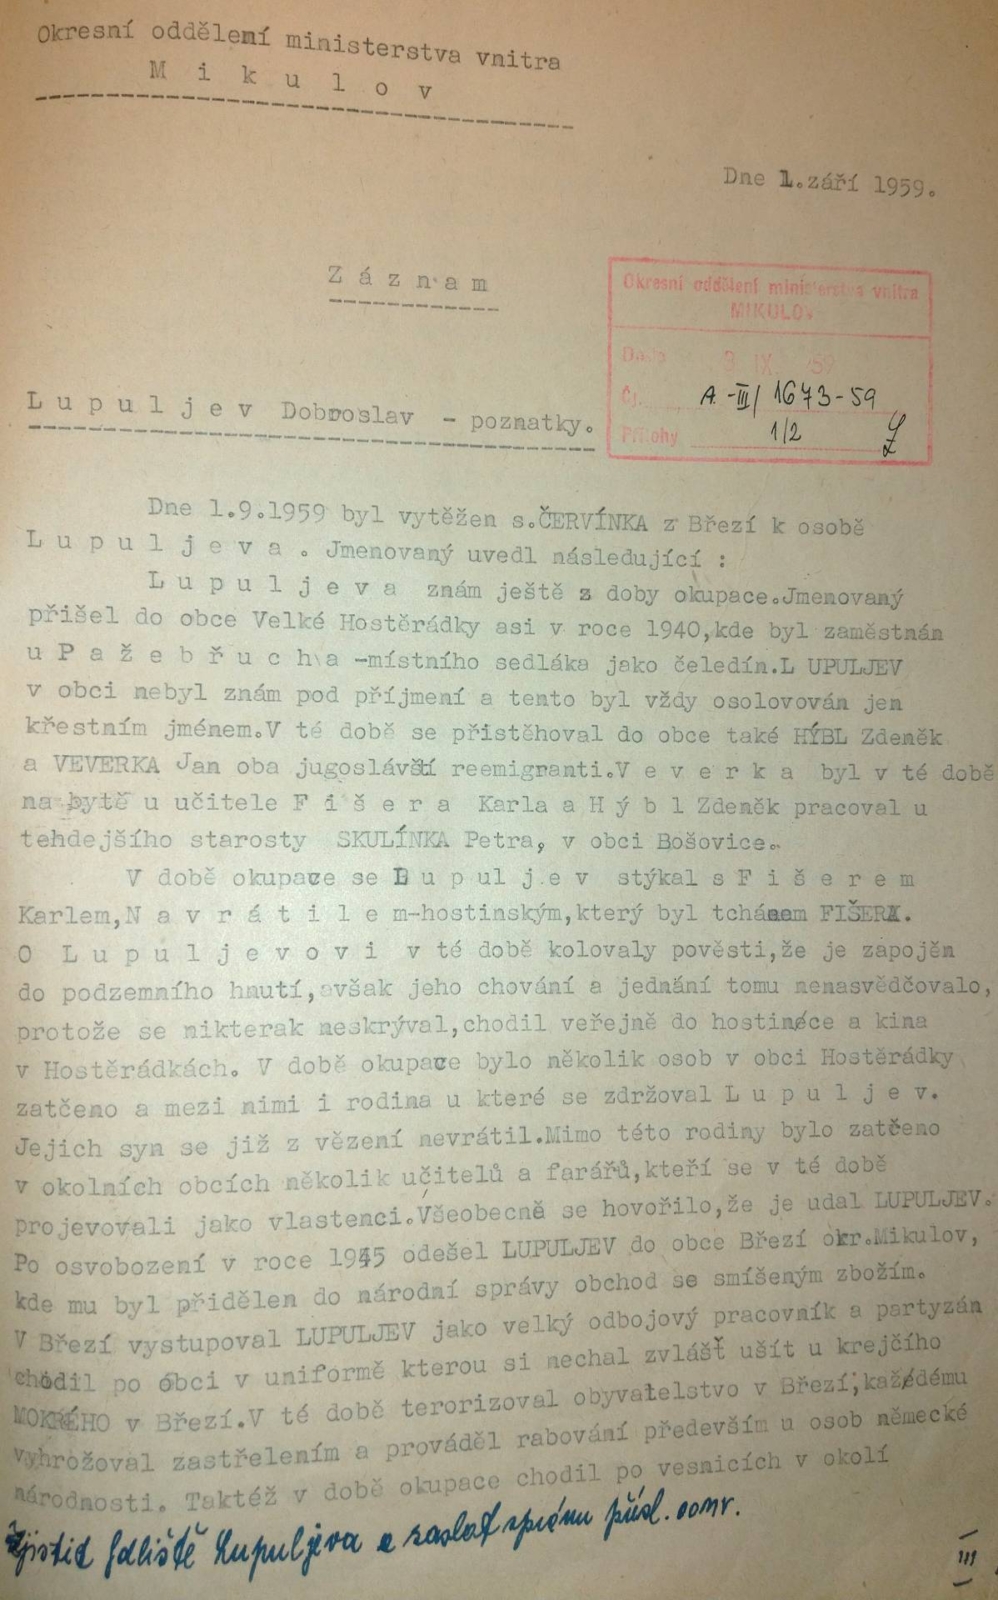 Okresní oddělení ministerstva vnitra
M i k u l o v
Dne 1.září 1959.
Z á z n a m
Okresní oddělení ministerstva vnitra
MIKULOV
Došlo 3 IX. 59
Čj. A-III/1673-59
Přílohy 1/2
L u p u l j e v Dobroslav - poznatky.
Dne 1.9.1959 byl vytěžen s.ČERVÍNKA z Březí k osobě
L u p u l j e v a . Jmenovaný uvedl následující :
L u p u l j e v a znám ještě z doby okupace.Jmenovaný
přišel do obce Velké Hostěrádky asi v roce 1940,kde byl zaměstnán
u P a ž e b ř u c h a -místního sedláka jako čeledín.L UPULJEV
v obci nebyl znám pod příjmení a tento byl vždy osolovován jen
křestním jménem.V té době se přistěhoval do obce také HÝBL Zdeněk
a VEVERKA Jan oba jugoslávští reemigranti.V e v e r k a byl v té době
na bytě u učitele F i š e r a Karla a H ý b l Zdeněk pracoval u
tehdejšího starosty SKULÍNKA Petra, v obci Bošovice.
V době okupace se L u p u l j e v stýkal s F i š e r e m
Karlem,N a v r á t i l e m-hostinským,který byl tchánem FIŠERA.
O L u p u l j e v o v i v té době kolovaly pověsti,že je zapojěn
do podzemního hnutí,avšak jeho chování a jednání tomu nenasvědčovalo,
protože se nikterak neskrýval,chodil veřejně do hostinéce a kina
v Hostěrádkách. V době okupace bylo několik osob v obci Hostěrádky
zatčeno a mezi nimi i rodina u které se zdržoval L u p u l j e v.
Jejich syn se již z vězení nevrátil.Mimo této rodiny bylo zatčeno
v okolních obcích několik učitelů a farářů,kteří se v té době
projevovali jako vlastenci.Všeobecně se hovořilo,že je udal LUPULJEV.
Po osvobození v roce 1945 odešel LUPULJEV do obce Březí okr.Mikulov,
kde mu byl přidělen do národní správy obchod se smíšeným zbožím.
V Březí vystupoval LUPULJEV jako velký odbojový pracovník a partyzán
chodil po obci v uniformě kterou si nechal zvlášť ušít u krejčího
MOKRÉHO v Březí.V té době terorizoval obyvatelstvo v Březí,každému
vyhrožoval zastřelením a prováděl rabování především u osob německé
národnosti. Taktéž v době okupace chodil po vesnicích v okolí
Lupuljeva a zaslat zprávu
III